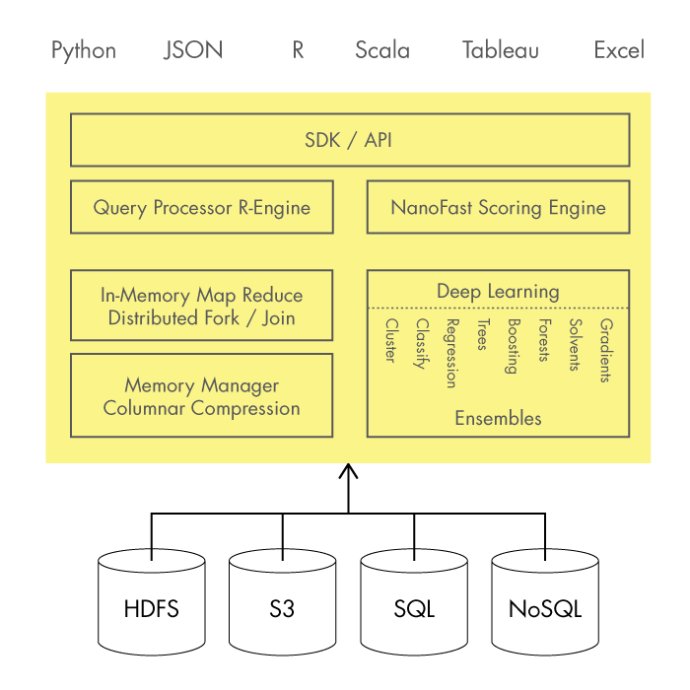 Python JSON R Scala Tableau Excel
SDK / API
Query Processor R-Engine
NanoFast Scoring Engine
In-Memory Map Reduce
Distributed Fork / Join
Memory Manager
Columnar Compression
Deep Learning
Cluster
Classify
Regression
Trees
Boosting
Forests
Solvents
Gradients
Ensembles
HDFS S3 SQL NoSQL